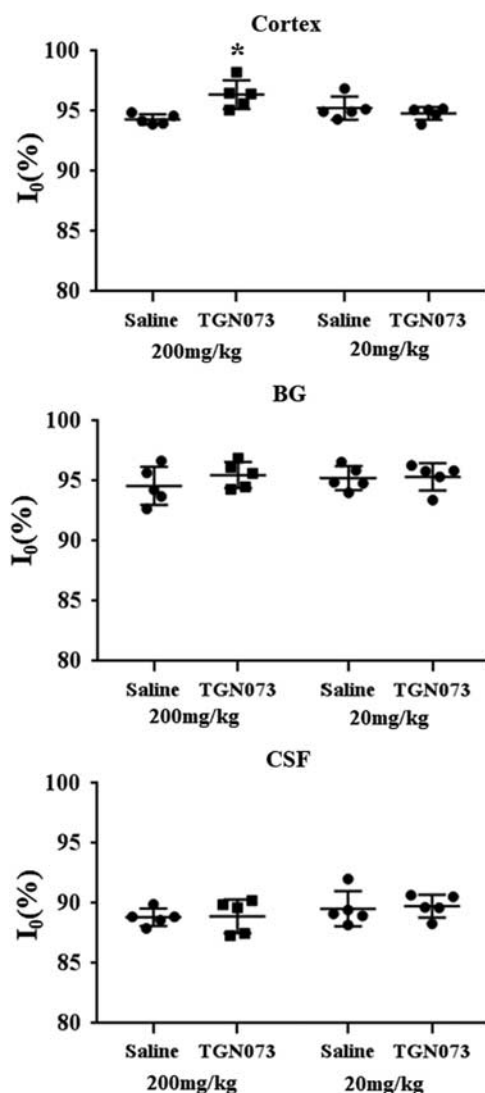 Cortex
*
100
95
90
85
80
I₀(%)
Saline TGN073 Saline TGN073
200mg/kg 20mg/kg
BG
100
95
90
85
80
I₀(%)
Saline TGN073 Saline TGN073
200mg/kg 20mg/kg
CSF
100
95
90
85
80
I₀(%)
Saline TGN073 Saline TGN073
200mg/kg 20mg/kg